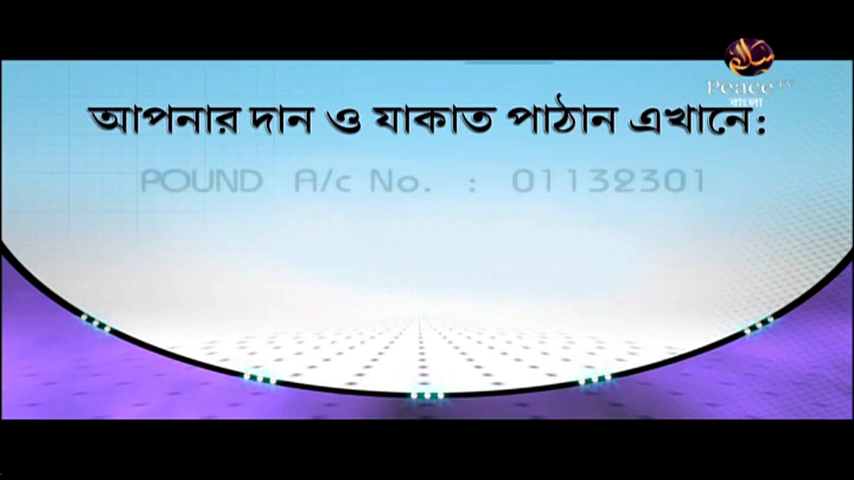 Peace TV
বাংলা
আপনার দান ও যাকাত পাঠান এখানে:
POUND A/c No. : 01132301